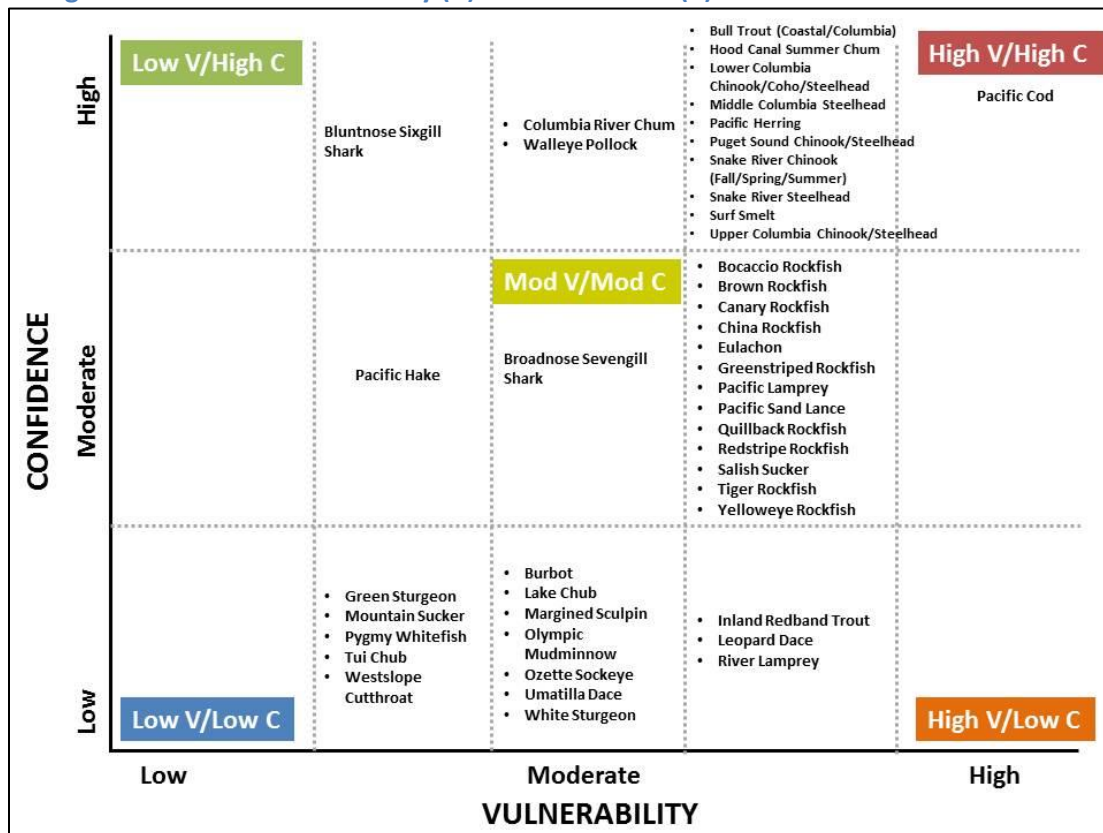 High
Low V/High C
Bluntnose Sixgill
Shark
• Columbia River Chum
• Walleye Pollock
• Bull Trout (Coastal/Columbia)
• Hood Canal Summer Chum
• Lower Columbia
Chinook/Coho/Steelhead
• Middle Columbia Steelhead
• Pacific Herring
• Puget Sound Chinook/Steelhead
• Snake River Chinook
(Fall/Spring/Summer)
• Snake River Steelhead
• Surf Smelt
• Upper Columbia Chinook/Steelhead
High V/High C
Pacific Cod
CONFIDENCE
Moderate
Pacific Hake
Mod V/Mod C
Broadnose Sevengill
Shark
• Bocaccio Rockfish
• Brown Rockfish
• Canary Rockfish
• China Rockfish
• Eulachon
• Greenstriped Rockfish
• Pacific Lamprey
• Pacific Sand Lance
• Quillback Rockfish
• Redstripe Rockfish
• Salish Sucker
• Tiger Rockfish
• Yelloweye Rockfish
Low
Low V/Low C
• Green Sturgeon
• Mountain Sucker
• Pygmy Whitefish
• Tui Chub
• Westslope
Cutthroat
• Burbot
• Lake Chub
• Margined Sculpin
• Olympic
Mudminnow
• Ozette Sockeye
• Umatilla Dace
• White Sturgeon
• Inland Redband Trout
• Leopard Dace
• River Lamprey
High V/Low C
Low
Moderate
High
VULNERABILITY